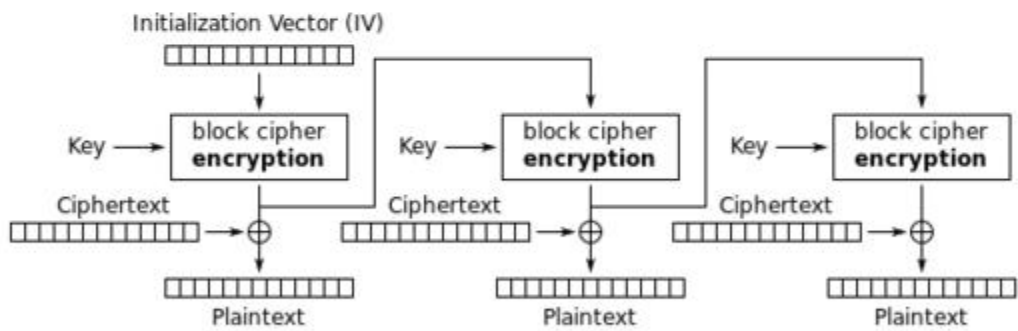 Initialization Vector (IV)
Key
block cipher
encryption
Key
block cipher
encryption
Key
block cipher
encryption
Ciphertext
Ciphertext
Ciphertext
Plaintext
Plaintext
Plaintext